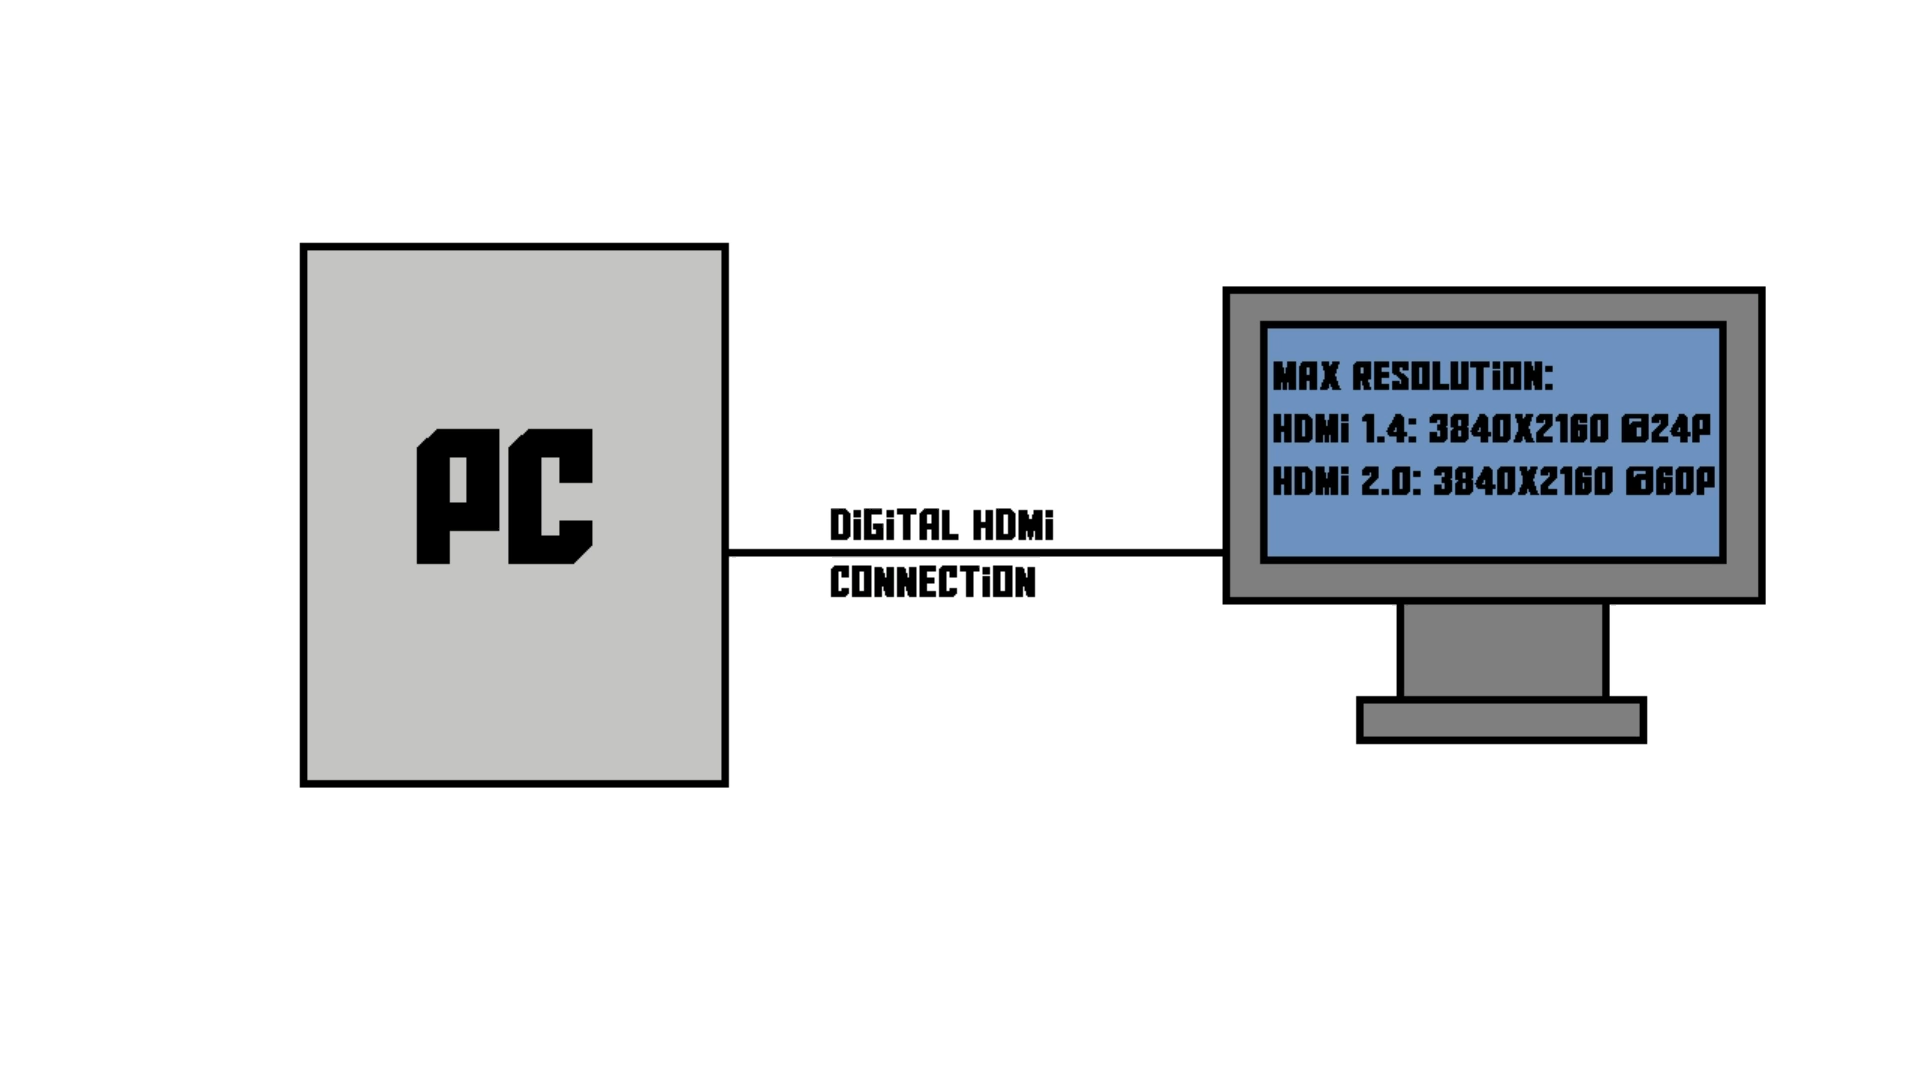 PC
DiGiTAL HDMi
CONNECTiON
MAX RESOLUTiON:
HDMi 1.4: 3840X2160 @24P
HDMi 2.0: 3840X2160 @60P